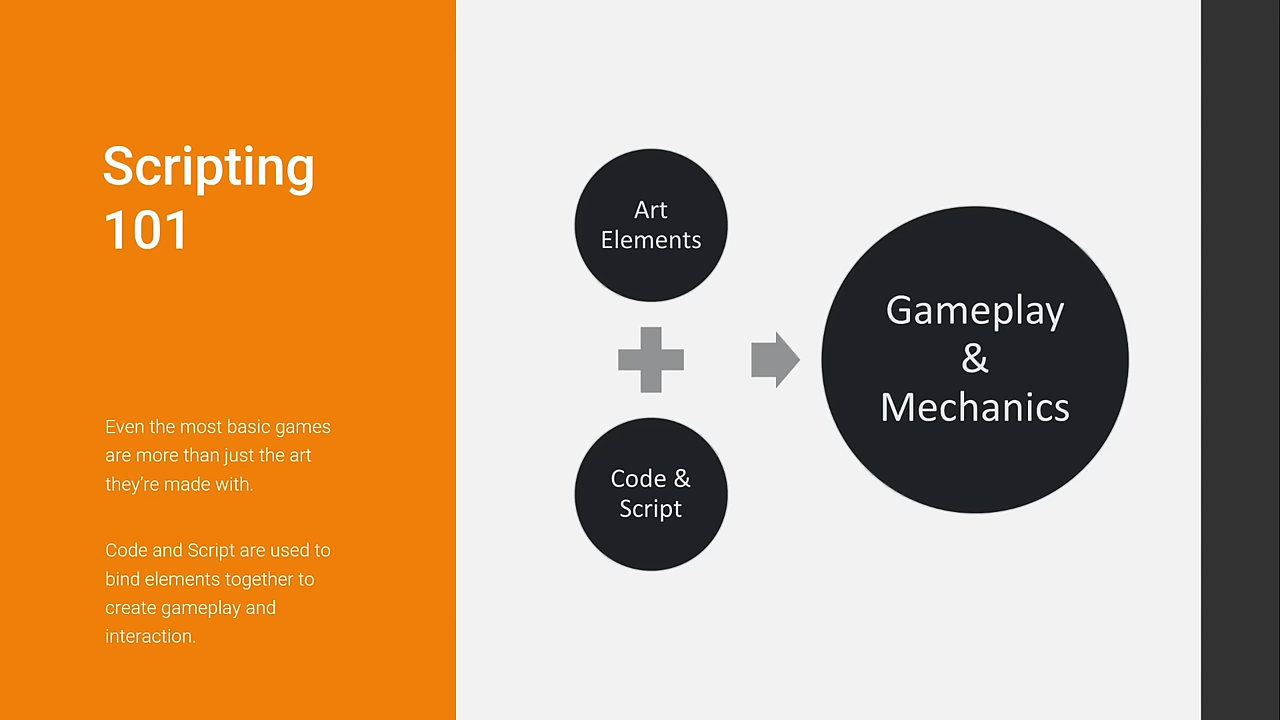 Scripting
101
Even the most basic games
are more than just the art
they're made with.
Code and Script are used to
bind elements together to
create gameplay and
interaction.
Art
Elements
Code &
Script
Gameplay
&
Mechanics